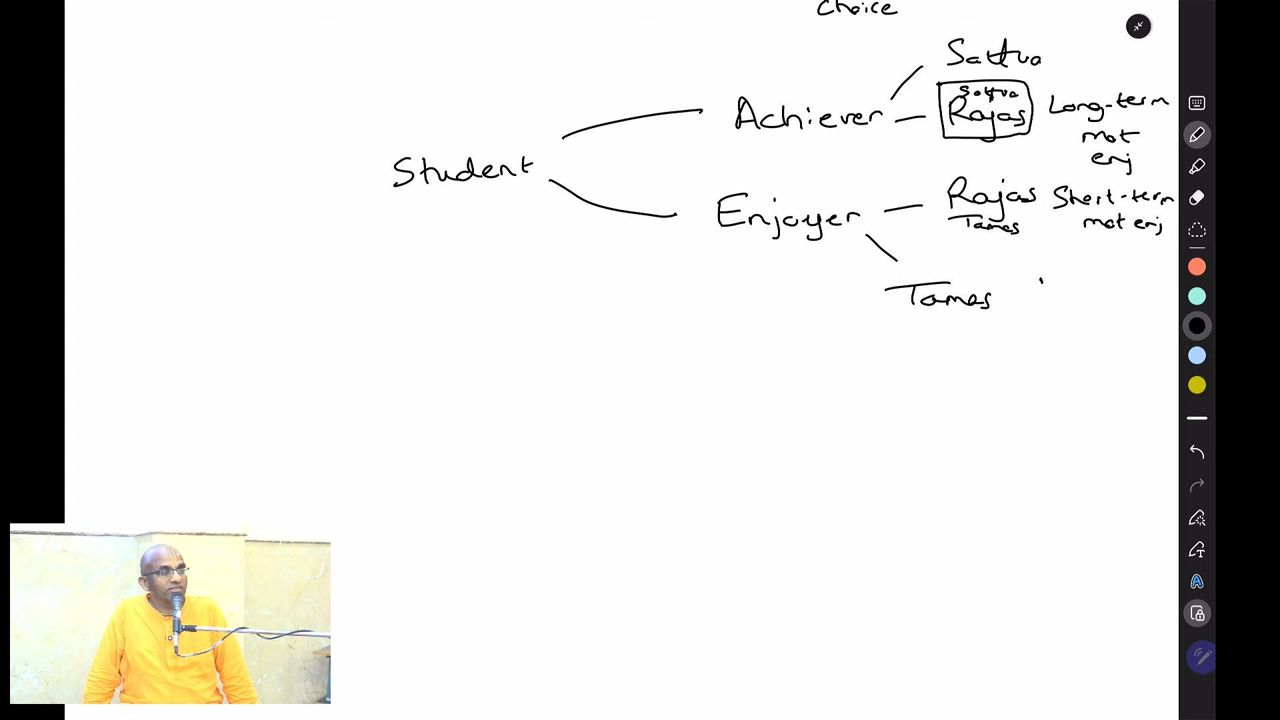 Choice
Sattva
Sattva
Achiever Rajas Long-term
mat
enj
Student
Enjoyer Rajas Short-term
Tamas mat enj
Tamas